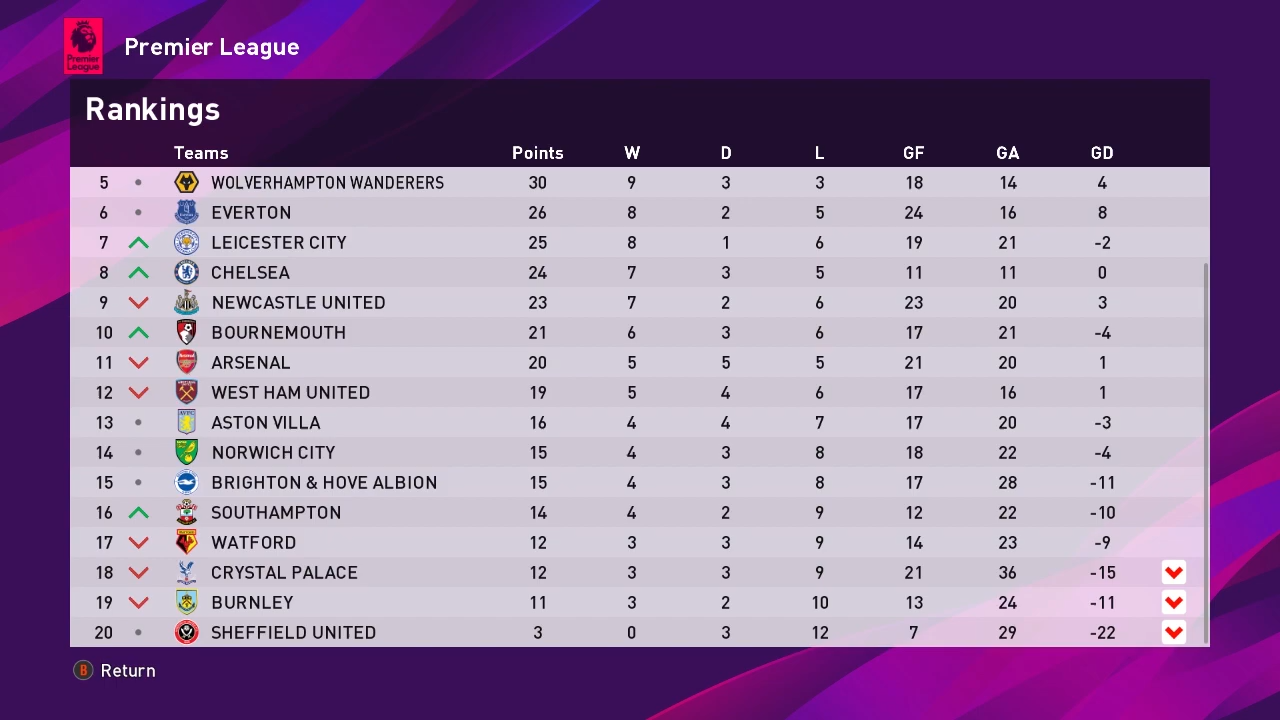 Premier League
Premier League
Rankings
Teams Points W D L GF GA GD
5 WOLVERHAMPTON WANDERERS 30 9 3 3 18 14 4
6 EVERTON 26 8 2 5 24 16 8
7 LEICESTER CITY 25 8 1 6 19 21 -2
8 CHELSEA 24 7 3 5 11 11 0
9 NEWCASTLE UNITED 23 7 2 6 23 20 3
10 BOURNEMOUTH 21 6 3 6 17 21 -4
11 ARSENAL 20 5 5 5 21 20 1
12 WEST HAM UNITED 19 5 4 6 17 16 1
13 ASTON VILLA 16 4 4 7 17 20 -3
14 NORWICH CITY 15 4 3 8 18 22 -4
15 BRIGHTON & HOVE ALBION 15 4 3 8 17 28 -11
16 SOUTHAMPTON 14 4 2 9 12 22 -10
17 WATFORD 12 3 3 9 14 23 -9
18 CRYSTAL PALACE 12 3 3 9 21 36 -15
19 BURNLEY 11 3 2 10 13 24 -11
20 SHEFFIELD UNITED 3 0 3 12 7 29 -22
B Return